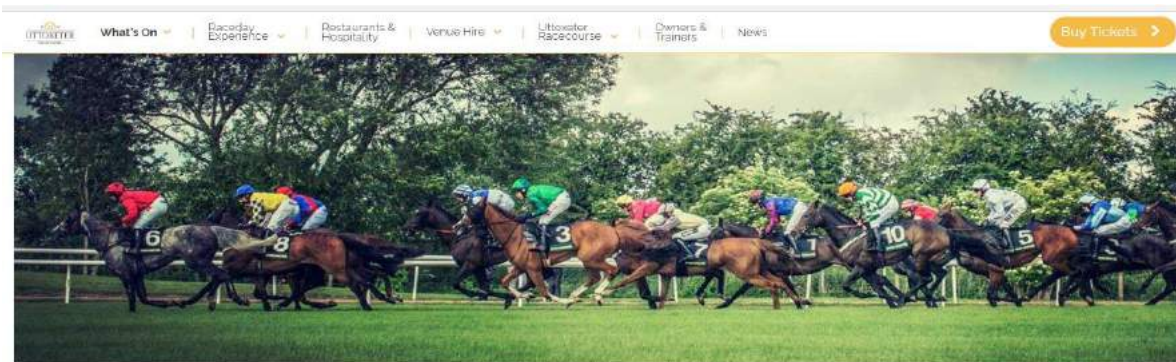 UTTOXETER
What's On
Raceday
Experience
Restaurants &
Hospitality
Venue Hire
Uttoxeter
Racecourse
Owners &
Trainers
News
Buy Tickets
6
8
3
7
10
5